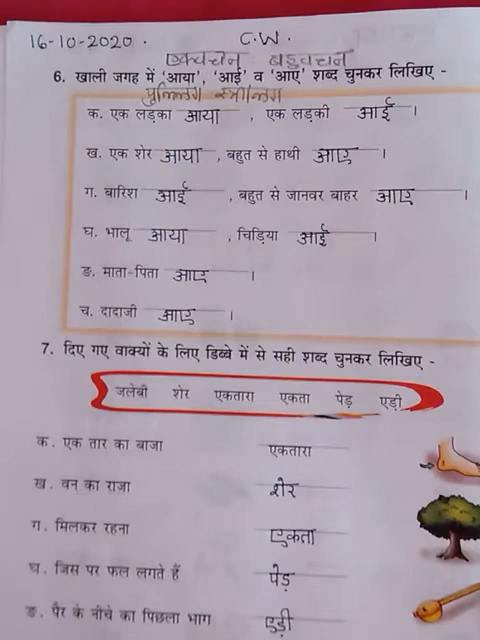 16-10-2020. C.W.
एकवचन बहुवचन
6. खाली जगह में 'आया', 'आई' व 'आए' शब्द चुनकर लिखिए -
पुल्लिंग स्त्रीलिंग
क. एक लड़का आया , एक लड़की आई ।
ख. एक शेर आया , बहुत से हाथी आए ।
ग. बारिश आई , बहुत से जानवर बाहर आए ।
घ. भालू आया , चिड़िया आई ।
ङ. माता-पिता आए ।
च. दादाजी आए ।
7. दिए गए वाक्यों के लिए डिब्बे में से सही शब्द चुनकर लिखिए -
जलेबी शेर एकतारा एकता पेड़ एड़ी
क. एक तार का बाजा एकतारा
ख. वन का राजा शेर
ग. मिलकर रहना एकता
घ. जिस पर फल लगते हैं पेड़
ङ. पैर के नीचे का पिछला भाग एडी